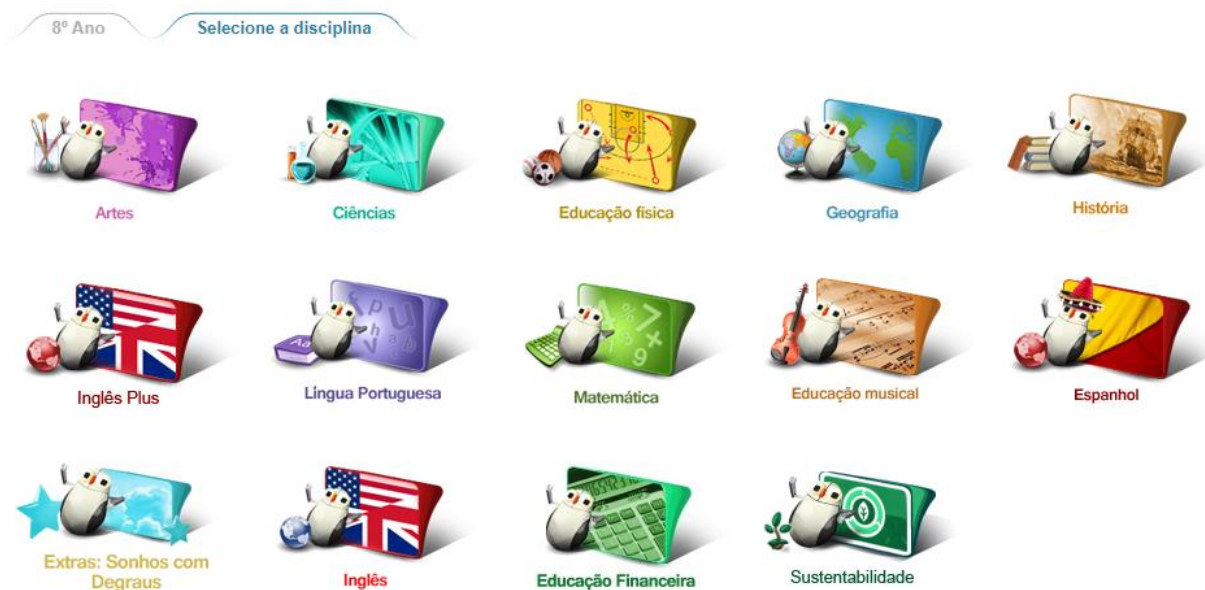 8º Ano
Selecione a disciplina
Artes
Ciências
Educação física
Geografia
História
Inglês Plus
Língua Portuguesa
Matemática
Educação musical
Espanhol
Extras: Sonhos com
Degraus
Inglês
Educação Financeira
Sustentabilidade